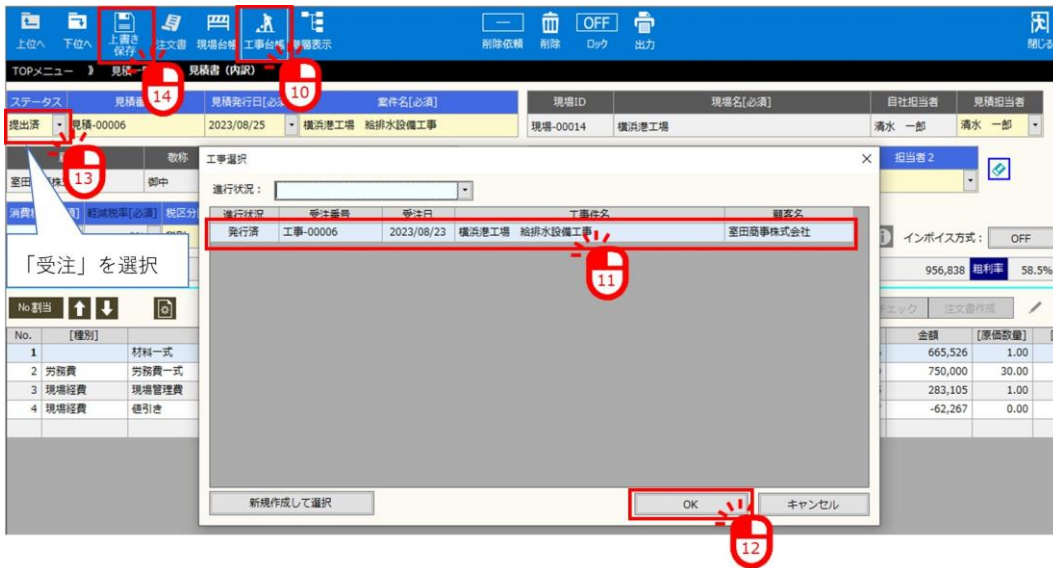 上位へ 下位へ 上書き保存 注文書 現場台帳 工事台帳 階層表示 削除依頼 削除 OFF ロック 出力 閉じる
14
10
TOPメニュー 》 見積 見積書（内訳）
ステータス 見積番 見積発行日[必須] 案件名[必須] 現場ID 現場名[必須] 自社担当者 見積担当者
提出済 見積-00006 2023/08/25 横浜港工場 給排水設備工事 現場-00014 横浜港工場 清水 一郎 清水 一郎
13
敬称 担当者2
室田 御中
工事選択
進行状況：
進行状況 受注番号 受注日 工事件名 顧客名
発行済 工事-00006 2023/08/23 横浜港工場 給排水設備工事 室田商事株式会社
11
消費 軽減税率[必須] 税区分
インボイス方式： OFF
「受注」を選択
956,838 粗利率 58.5%
No割当
チェック 注文書作成
No. [種別] 金額 [原価数量]
1 材料一式 665,526 1.00
2 労務費 労務費一式 750,000 30.00
3 現場経費 現場管理費 283,105 1.00
4 現場経費 値引き -62,267 0.00
新規作成して選択 OK キャンセル
12